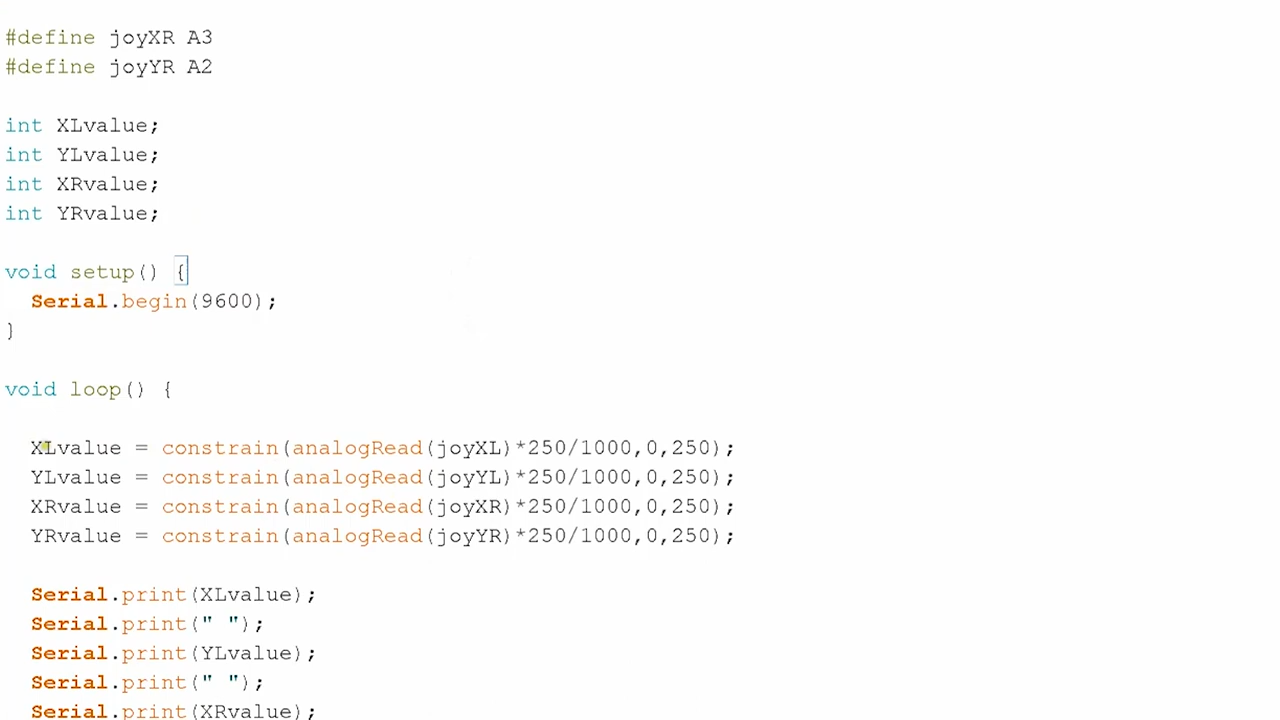 #define joyXR A3
#define joyYR A2
int XLvalue;
int YLvalue;
int XRvalue;
int YRvalue;
void setup() {
Serial.begin(9600);
}
void loop() {
XLvalue = constrain(analogRead(joyXL)*250/1000,0,250);
YLvalue = constrain(analogRead(joyYL)*250/1000,0,250);
XRvalue = constrain(analogRead(joyXR)*250/1000,0,250);
YRvalue = constrain(analogRead(joyYR)*250/1000,0,250);
Serial.print(XLvalue);
Serial.print(" ");
Serial.print(YLvalue);
Serial.print(" ");
Serial.print(XRvalue);